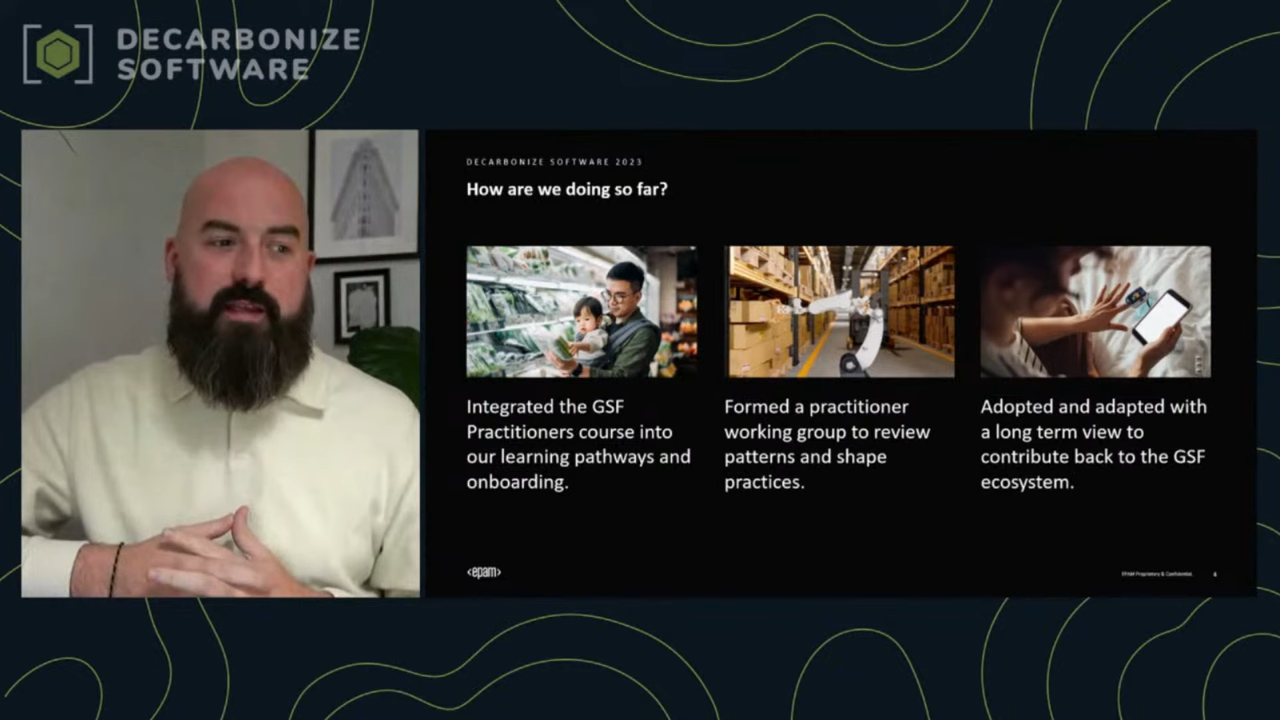 DECARBONIZE
SOFTWARE
DECARBONIZE SOFTWARE 2023
How are we doing so far?
Integrated the GSF
Practitioners course into
our learning pathways and
onboarding.
Formed a practitioner
working group to review
patterns and shape
practices.
Adopted and adapted with
a long term view to
contribute back to the GSF
ecosystem.
<epam>
EPAM Proprietary & Confidential.